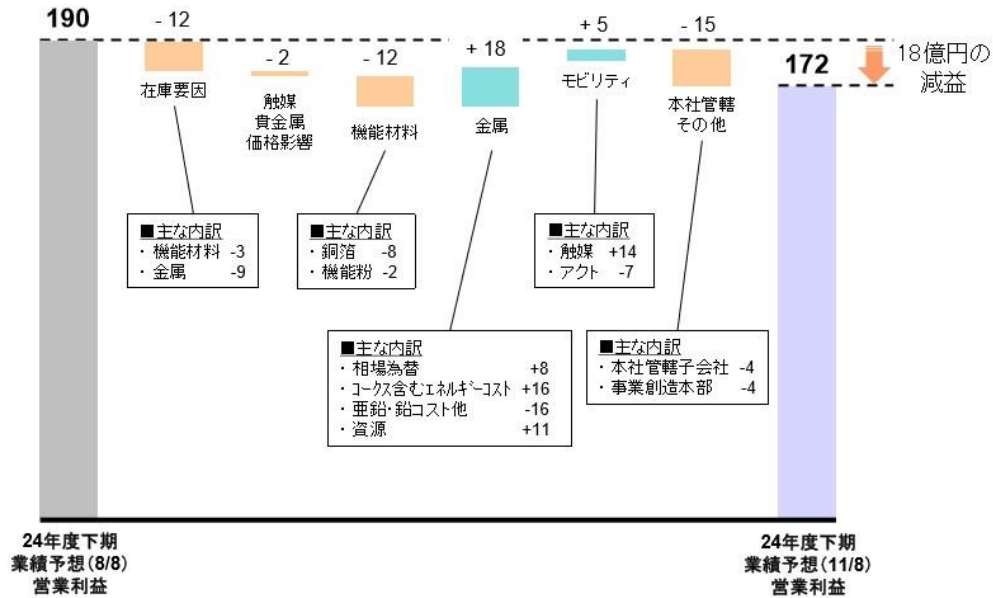 190
- 12
- 2
- 12
+ 18
+ 5
- 15
172
18億円の
減益
在庫要因
触媒
貴金属
価格影響
機能材料
金属
モビリティ
本社管轄
その他
■主な内訳
・ 機能材料 -3
・ 金属 -9
■主な内訳
・ 銅箔 -8
・ 機能粉 -2
■主な内訳
・ 触媒 +14
・ アクト -7
■主な内訳
・ 相場為替 +8
・ コークス含むエネルギーコスト +16
・ 亜鉛・鉛コスト他 -16
・ 資源 +11
■主な内訳
・ 本社管轄子会社 -4
・ 事業創造本部 -4
24年度下期
業績予想(8/8)
営業利益
24年度下期
業績予想(11/8)
営業利益